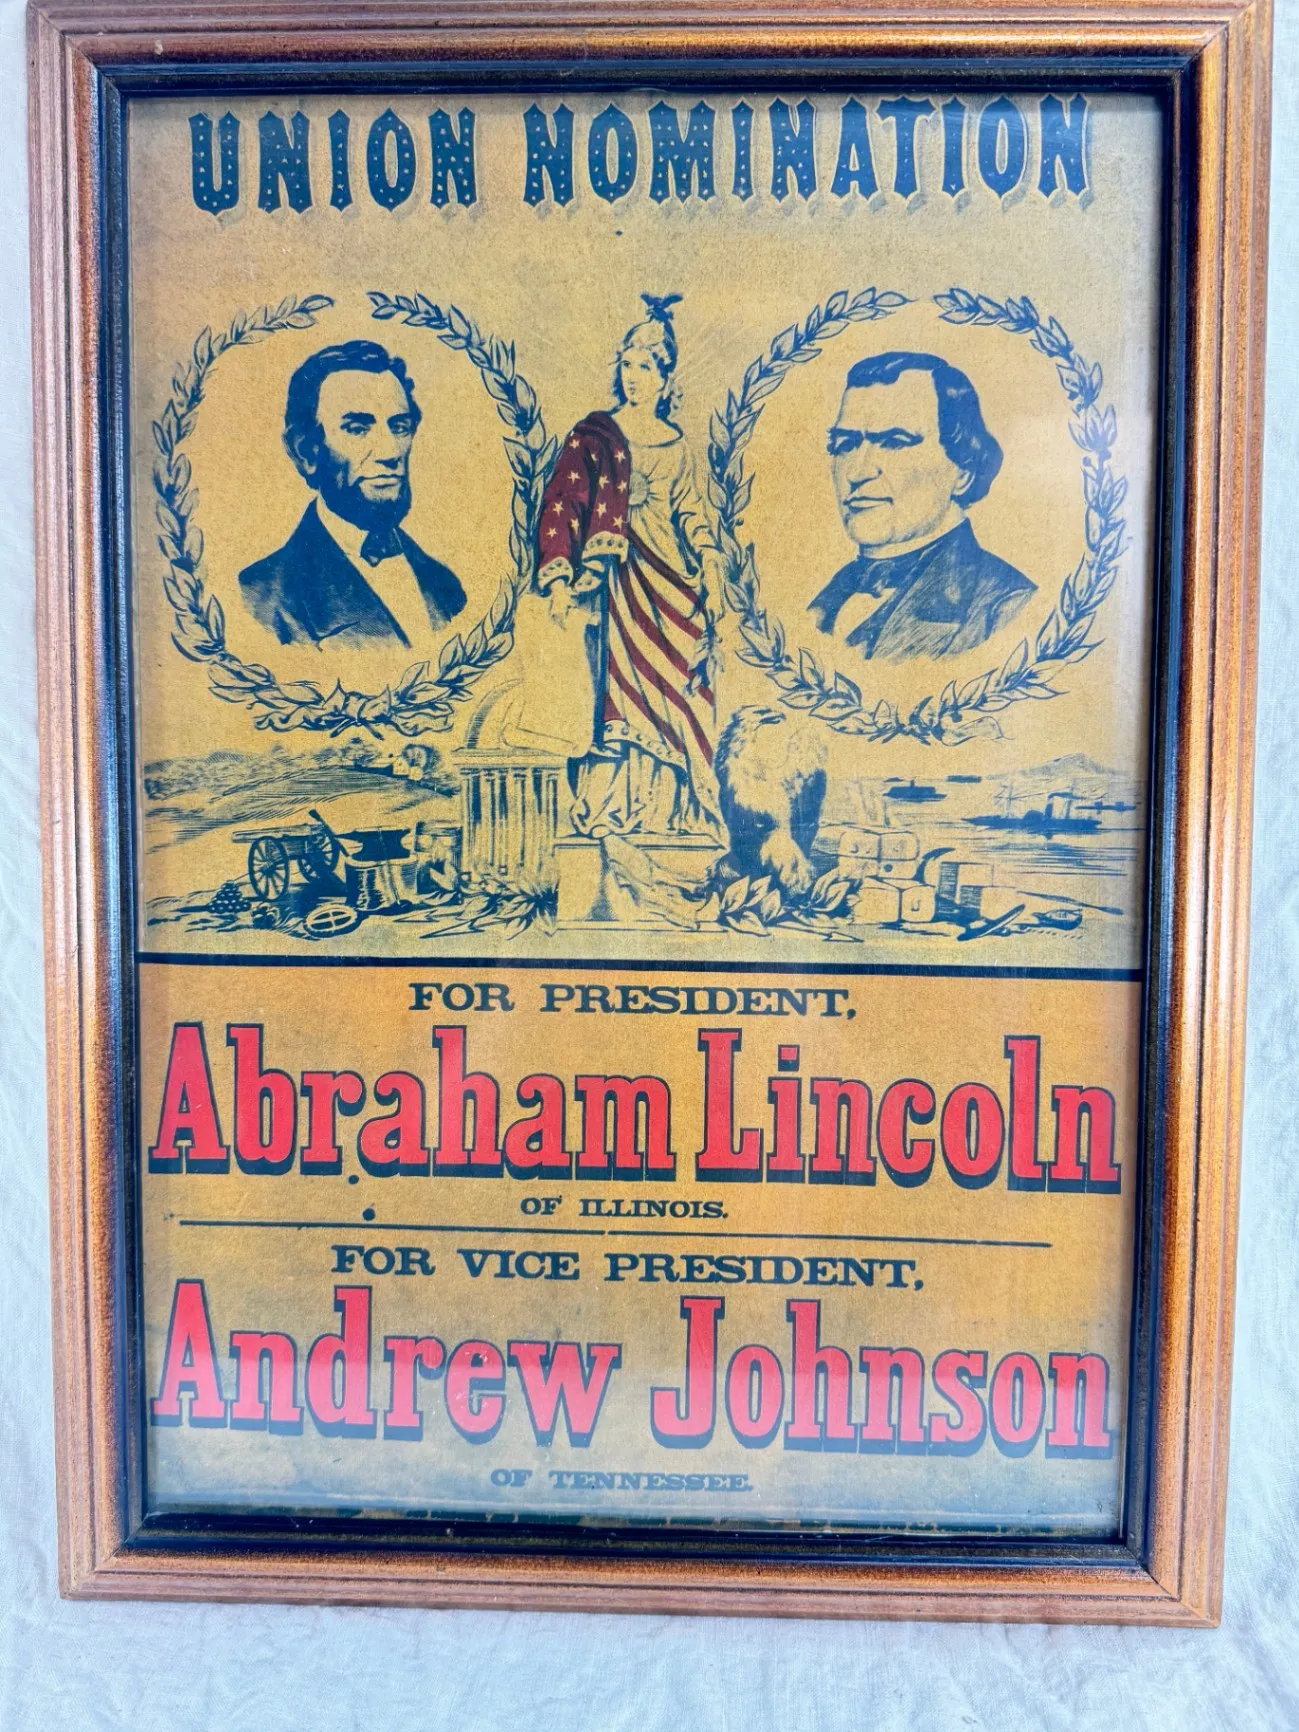 UNION NOMINATION
FOR PRESIDENT,
Abraham Lincoln
OF ILLINOIS.
FOR VICE PRESIDENT,
Andrew Johnson
OF TENNESSEE.